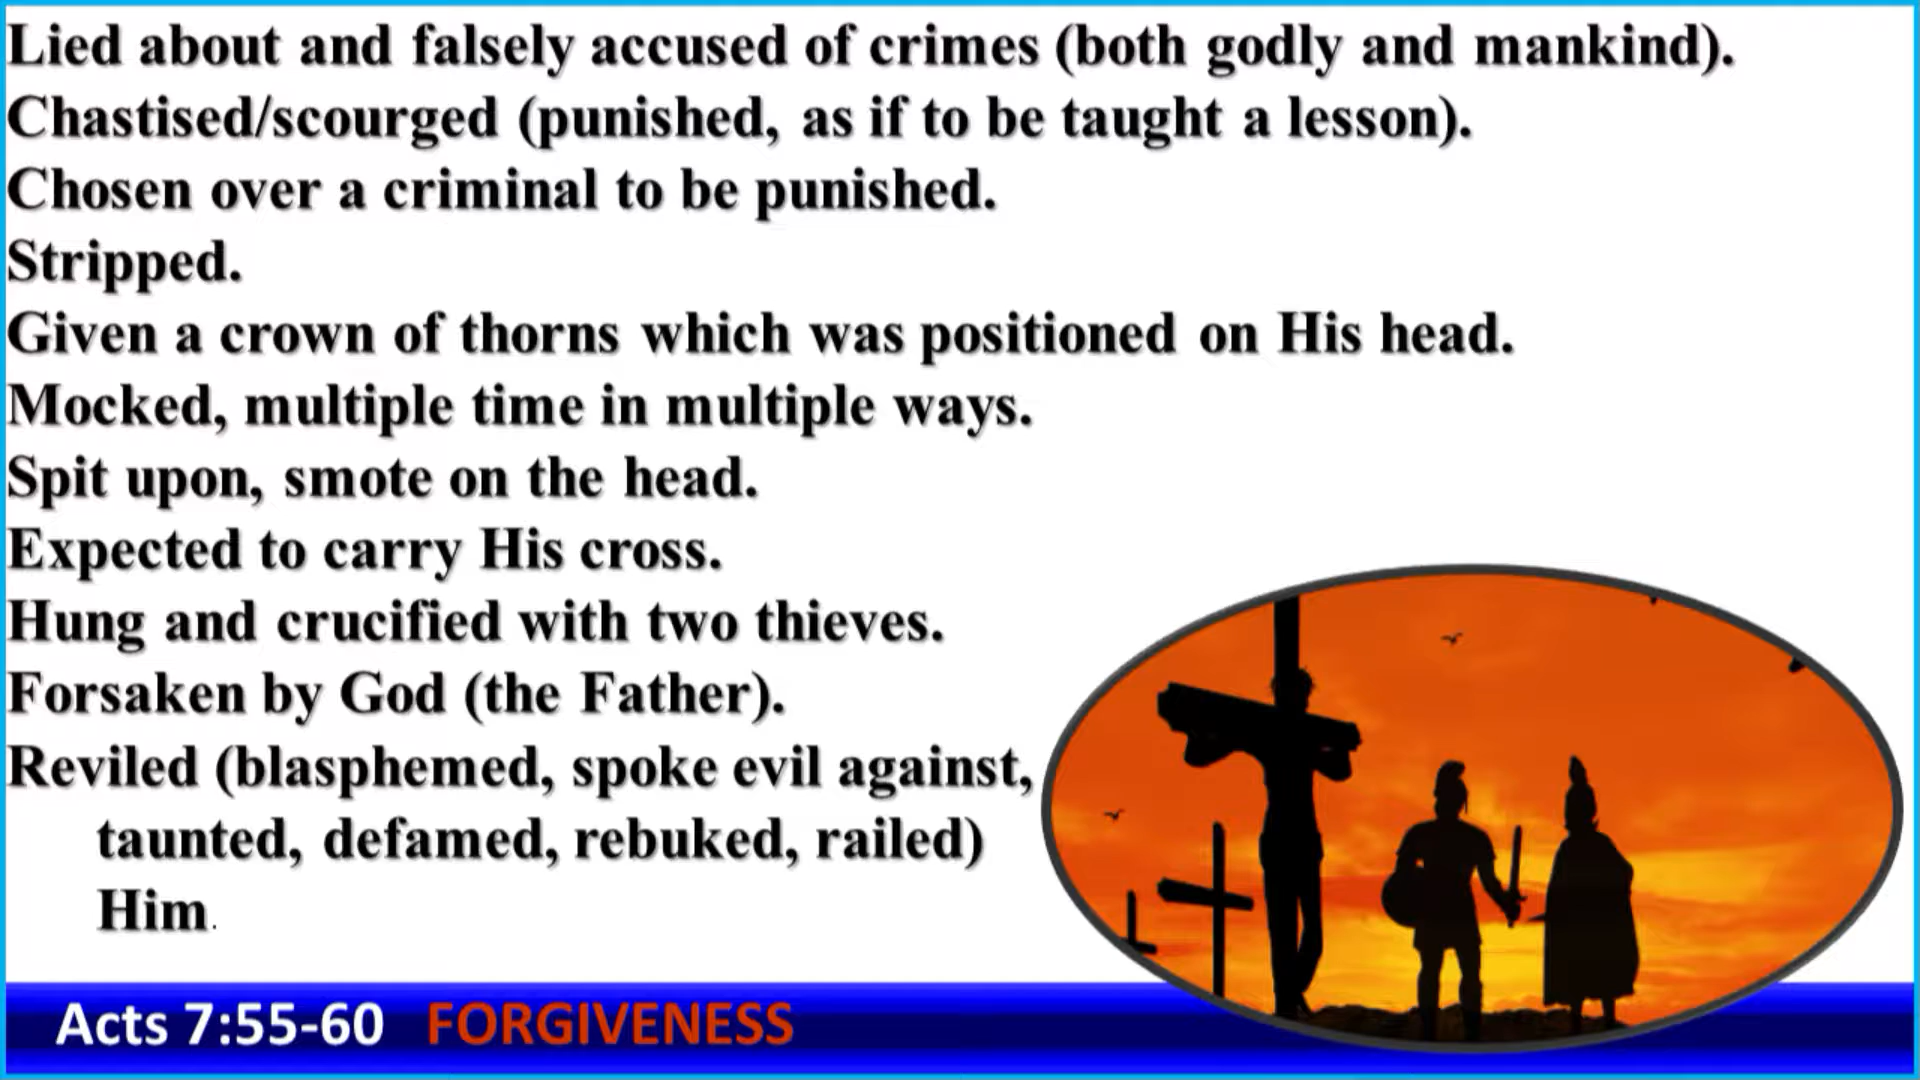 Lied about and falsely accused of crimes (both godly and mankind).
Chastised/scourged (punished, as if to be taught a lesson).
Chosen over a criminal to be punished.
Stripped.
Given a crown of thorns which was positioned on His head.
Mocked, multiple time in multiple ways.
Spit upon, smote on the head.
Expected to carry His cross.
Hung and crucified with two thieves.
Forsaken by God (the Father).
Reviled (blasphemed, spoke evil against,
taunted, defamed, rebuked, railed)
Him.
Acts 7:55-60 FORGIVENESS